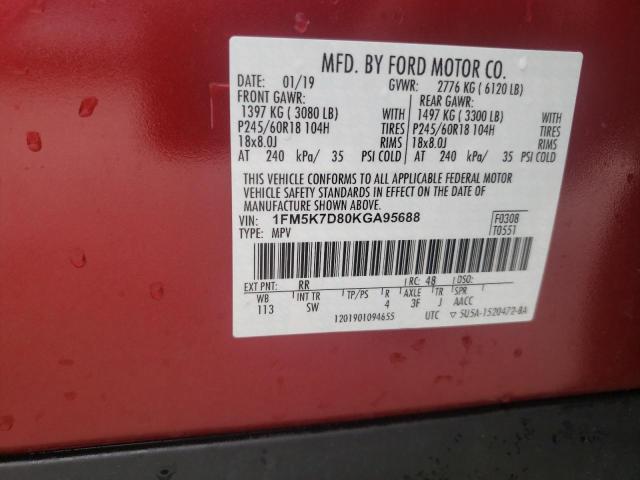 MFD. BY FORD MOTOR CO.
DATE: 01/19 GVWR: 2776 KG ( 6120 LB)
FRONT GAWR: REAR GAWR:
1397 KG ( 3080 LB) WITH 1497 KG ( 3300 LB) WITH
P245/60R18 104H TIRES P245/60R18 104H TIRES
18x8.0J RIMS 18x8.0J RIMS
AT 240 kPa/ 35 PSI COLD AT 240 kPa/ 35 PSI COLD
THIS VEHICLE CONFORMS TO ALL APPLICABLE FEDERAL MOTOR
VEHICLE SAFETY STANDARDS IN EFFECT ON THE DATE OF
MANUFACTURE SHOWN ABOVE.
VIN: 1FM5K7D80KGA95688 F0308
TYPE: MPV T0551
EXT PNT: RR RC: 48 DSO:
WB INT TR TP/PS R AXLE TR SPR
113 SW 4 3F J AACC
1201901094655 UTC ▽ 5U5A-1520472-BA